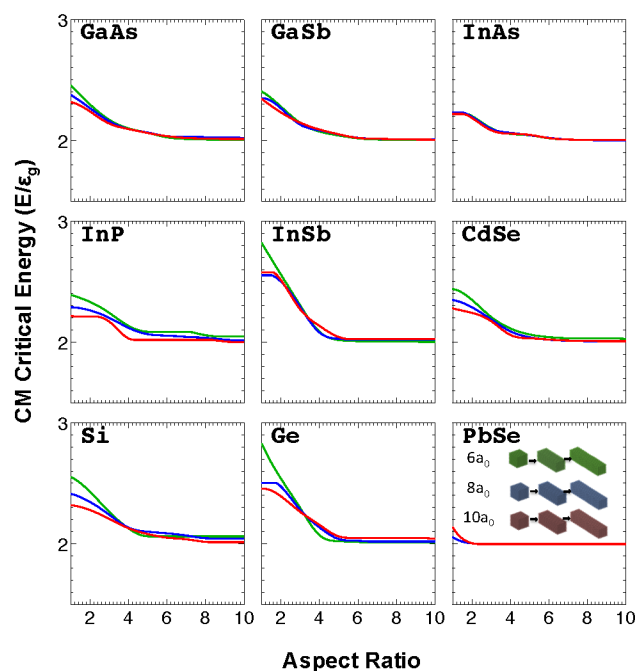 GaAs GaSb InAs
3
2
InP InSb CdSe
3
2
Si Ge PbSe
3
2
6a₀
8a₀
10a₀
2 4 6 8 10 2 4 6 8 10 2 4 6 8 10
CM Critical Energy (E/εg)
Aspect Ratio